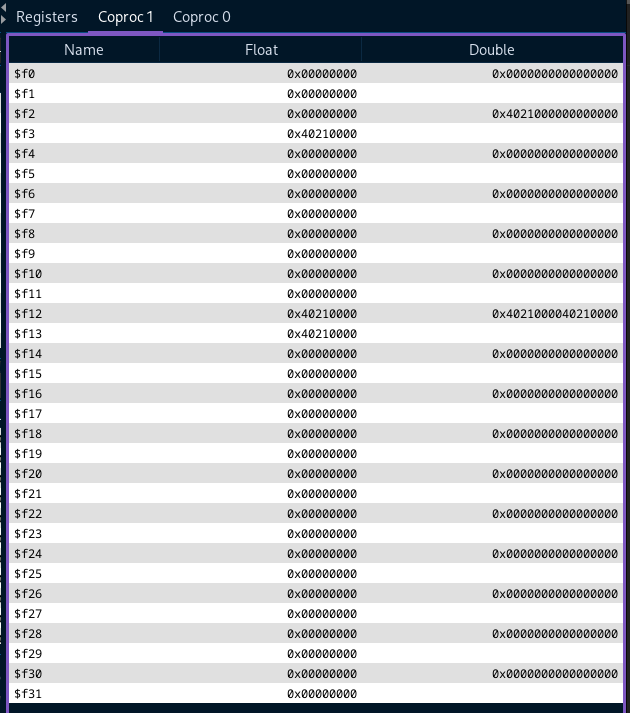 Registers Coproc 1 Coproc 0
Name Float Double
$f0 0x00000000 0x0000000000000000
$f1 0x00000000
$f2 0x00000000 0x4021000000000000
$f3 0x40210000
$f4 0x00000000 0x0000000000000000
$f5 0x00000000
$f6 0x00000000 0x0000000000000000
$f7 0x00000000
$f8 0x00000000 0x0000000000000000
$f9 0x00000000
$f10 0x00000000 0x0000000000000000
$f11 0x00000000
$f12 0x40210000 0x4021000040210000
$f13 0x40210000
$f14 0x00000000 0x0000000000000000
$f15 0x00000000
$f16 0x00000000 0x0000000000000000
$f17 0x00000000
$f18 0x00000000 0x0000000000000000
$f19 0x00000000
$f20 0x00000000 0x0000000000000000
$f21 0x00000000
$f22 0x00000000 0x0000000000000000
$f23 0x00000000
$f24 0x00000000 0x0000000000000000
$f25 0x00000000
$f26 0x00000000 0x0000000000000000
$f27 0x00000000
$f28 0x00000000 0x0000000000000000
$f29 0x00000000
$f30 0x00000000 0x0000000000000000
$f31 0x00000000